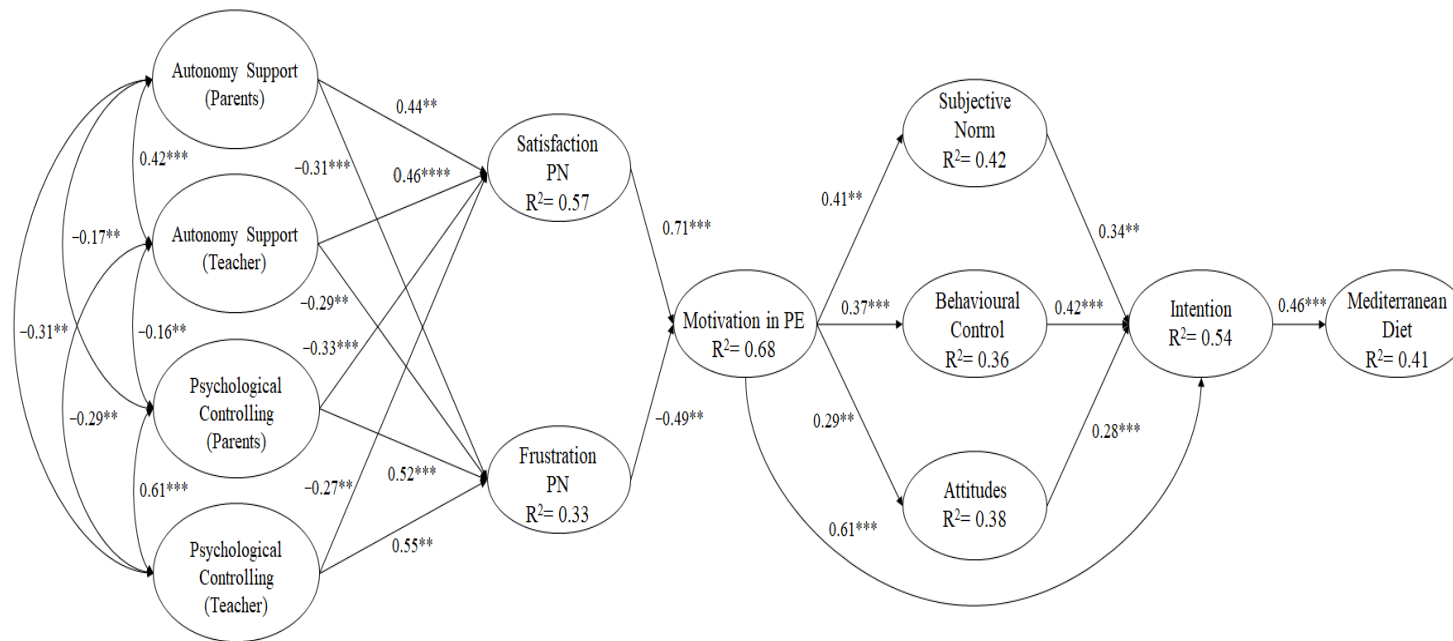 Autonomy Support
(Parents)
Autonomy Support
(Teacher)
Psychological
Controlling
(Parents)
Psychological
Controlling
(Teacher)
0.42***
−0.17**
−0.31**
−0.16**
−0.29**
0.61***
0.44**
−0.31***
0.46****
−0.29**
−0.33***
−0.27**
0.52***
0.55**
Satisfaction
PN
R²= 0.57
Frustration
PN
R²= 0.33
0.71***
−0.49**
Motivation in PE
R²= 0.68
0.41**
0.37***
0.29**
0.61***
Subjective
Norm
R²= 0.42
Behavioural
Control
R²= 0.36
Attitudes
R²= 0.38
0.34**
0.42***
0.28***
Intention
R²= 0.54
0.46***
Mediterranean
Diet
R²= 0.41